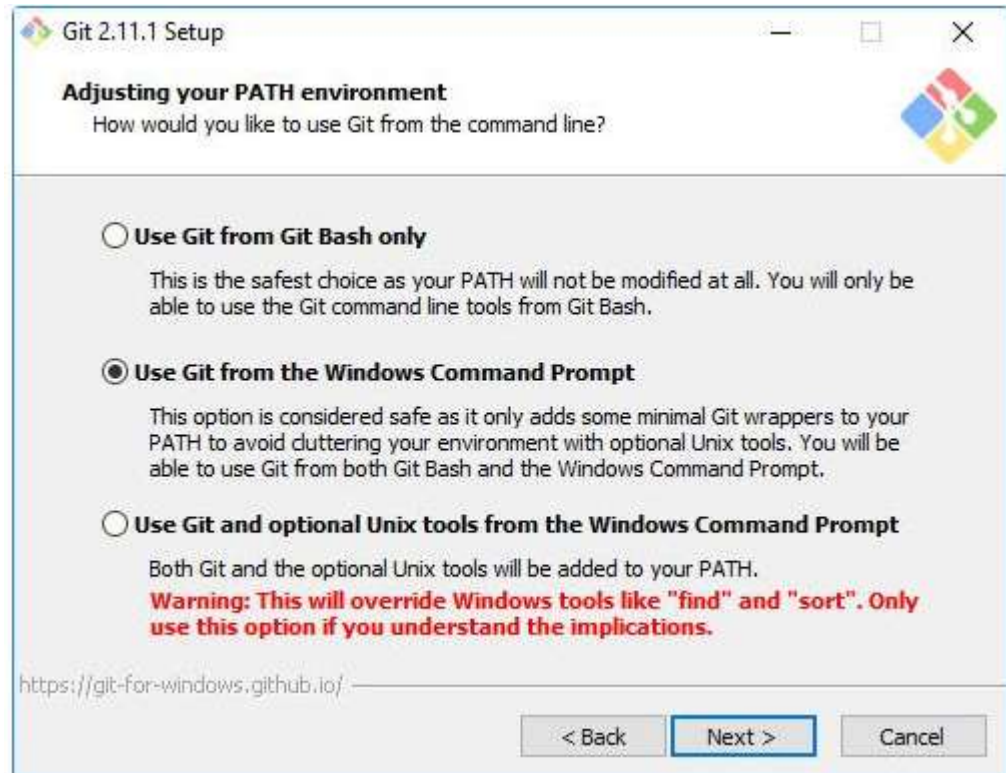 Git 2.11.1 Setup
Adjusting your PATH environment
How would you like to use Git from the command line?
Use Git from Git Bash only
This is the safest choice as your PATH will not be modified at all. You will only be
able to use the Git command line tools from Git Bash.
Use Git from the Windows Command Prompt
This option is considered safe as it only adds some minimal Git wrappers to your
PATH to avoid cluttering your environment with optional Unix tools. You will be
able to use Git from both Git Bash and the Windows Command Prompt.
Use Git and optional Unix tools from the Windows Command Prompt
Both Git and the optional Unix tools will be added to your PATH.
Warning: This will override Windows tools like "find" and "sort". Only
use this option if you understand the implications.
https://git-for-windows.github.io/
< Back Next > Cancel